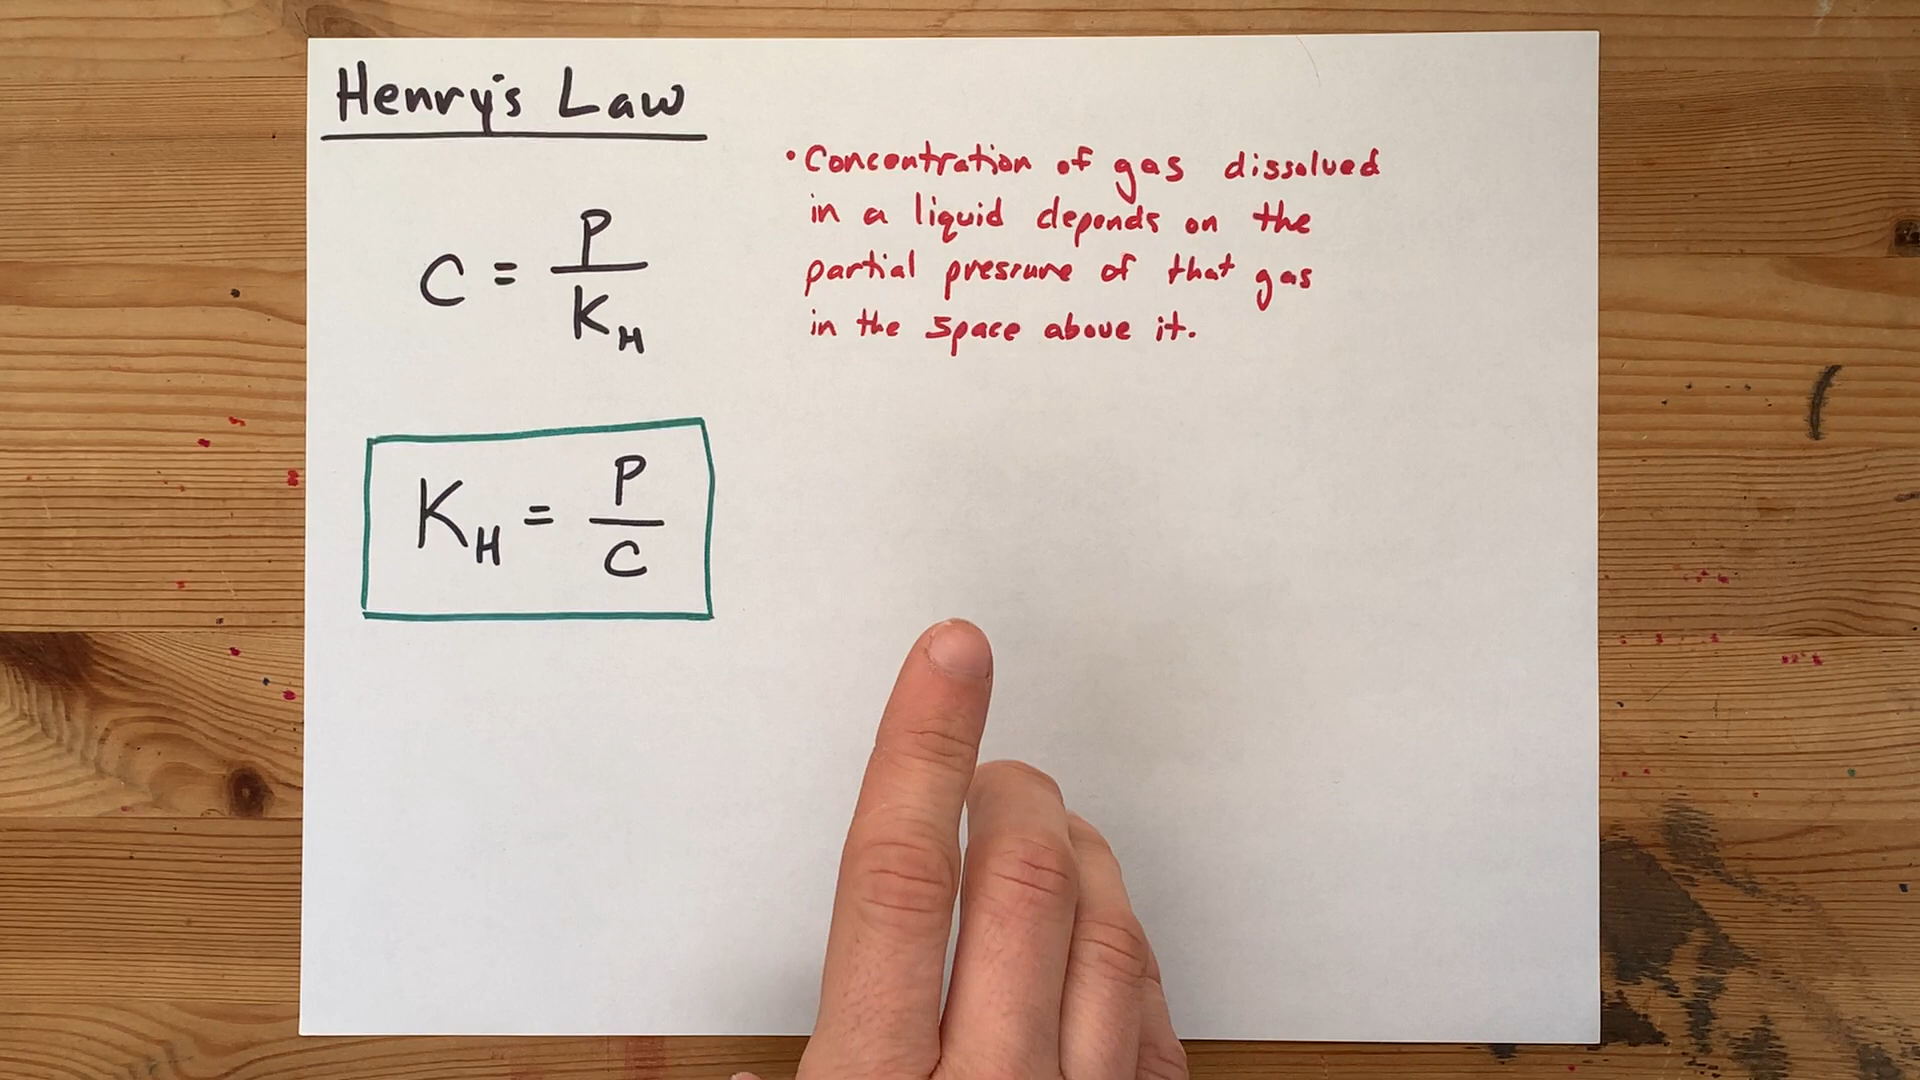 Henry's Law
• Concentration of gas dissolved
in a liquid depends on the
partial pressure of that gas
in the space above it.
C = P / K_H
K_H = P / C